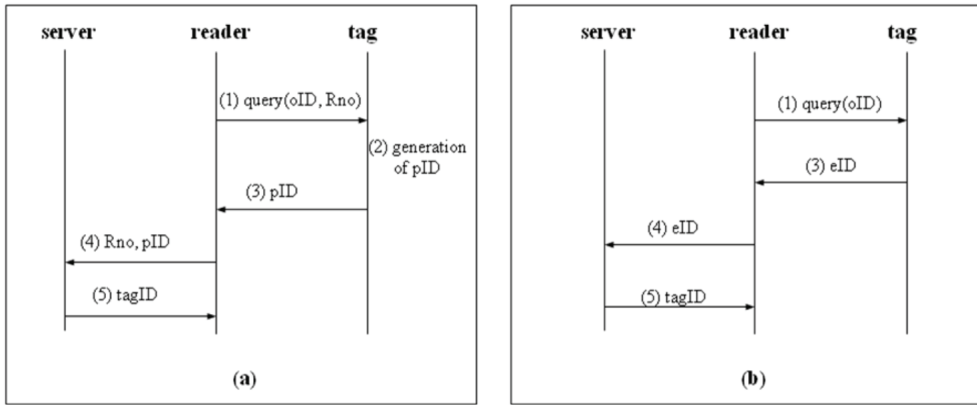 server reader tag
(1) query(oID, Rno)
(2) generation
of pID
(3) pID
(4) Rno, pID
(5) tagID
(a)
server reader tag
(1) query(oID)
(3) eID
(4) eID
(5) tagID
(b)